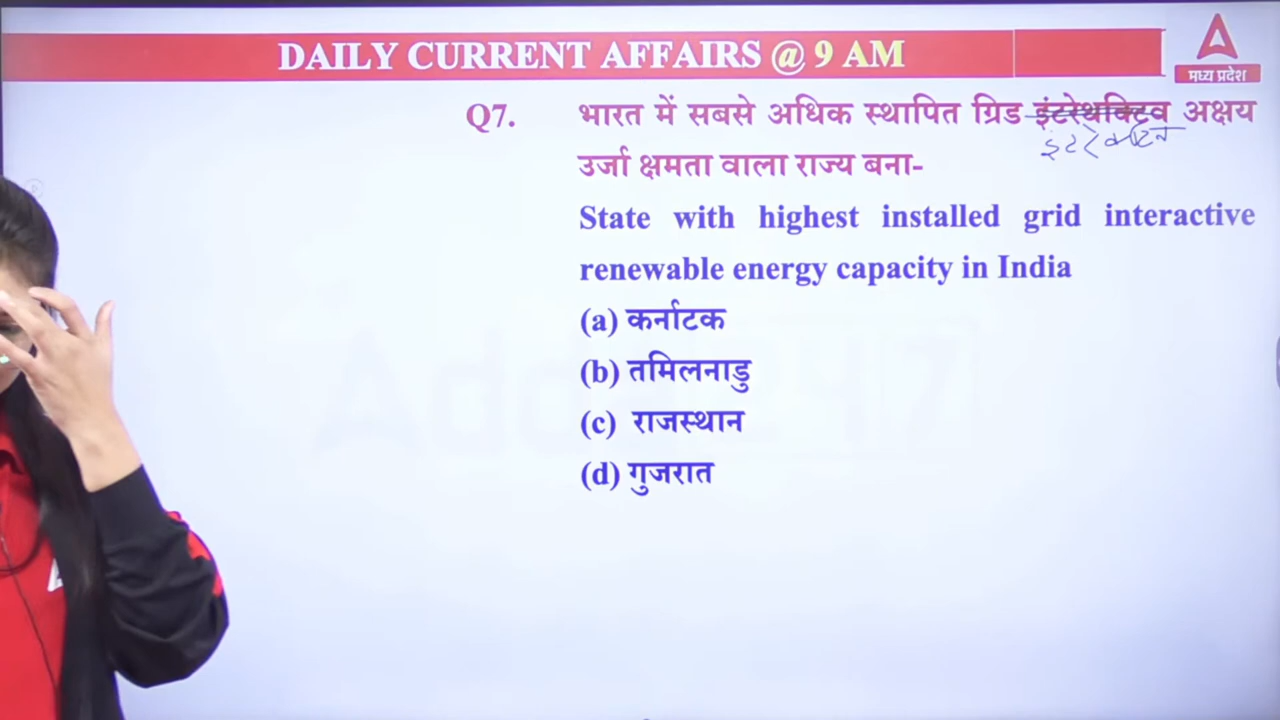 DAILY CURRENT AFFAIRS @ 9 AM
A
मध्य प्रदेश
Q7. भारत में सबसे अधिक स्थापित ग्रिड इंटरेथक्टिव अक्षय
उर्जा क्षमता वाला राज्य बना-
State with highest installed grid interactive
renewable energy capacity in India
(a) कर्नाटक
(b) तमिलनाडु
(c) राजस्थान
(d) गुजरात